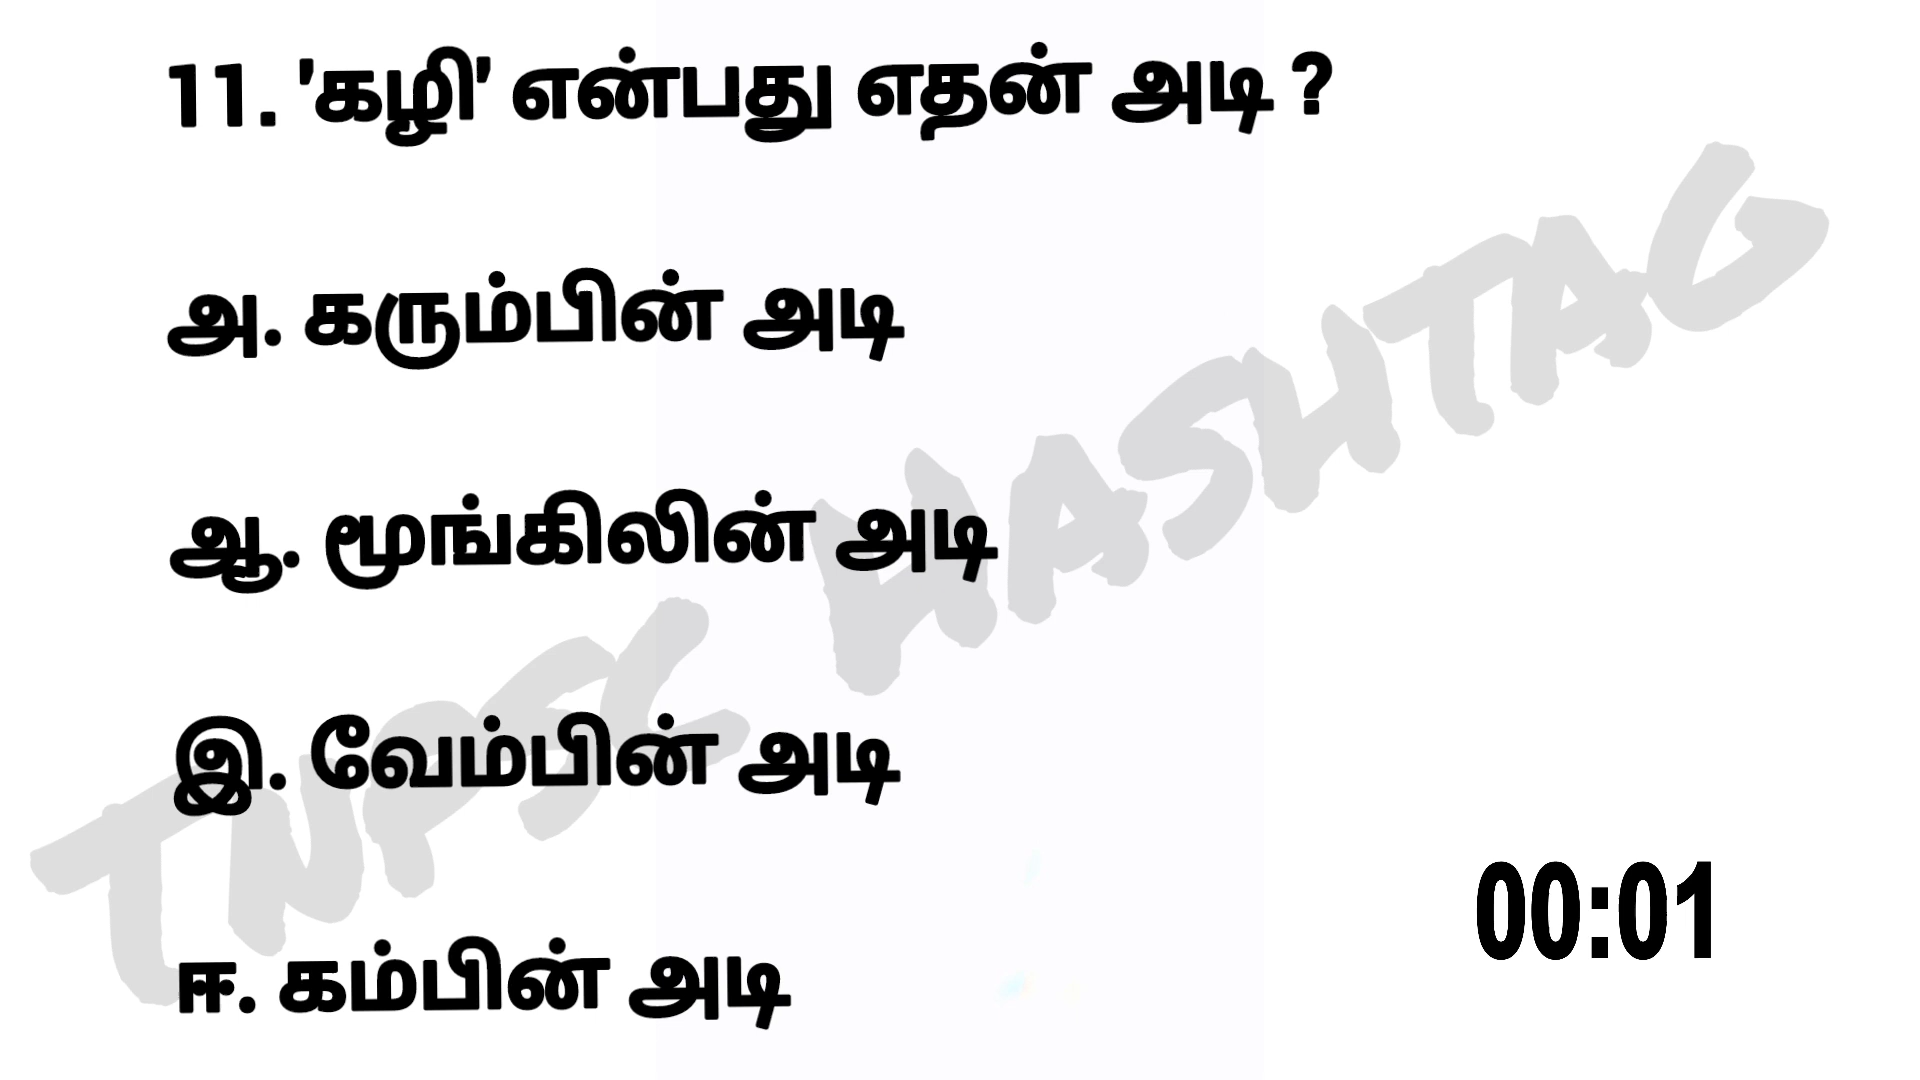 11. 'கழி' என்பது எதன் அடி ?
அ. கரும்பின் அடி
ஆ. மூங்கிலின் அடி
இ. வேம்பின் அடி
ஈ. கம்பின் அடி
00:01
TNPSC HASHTAG